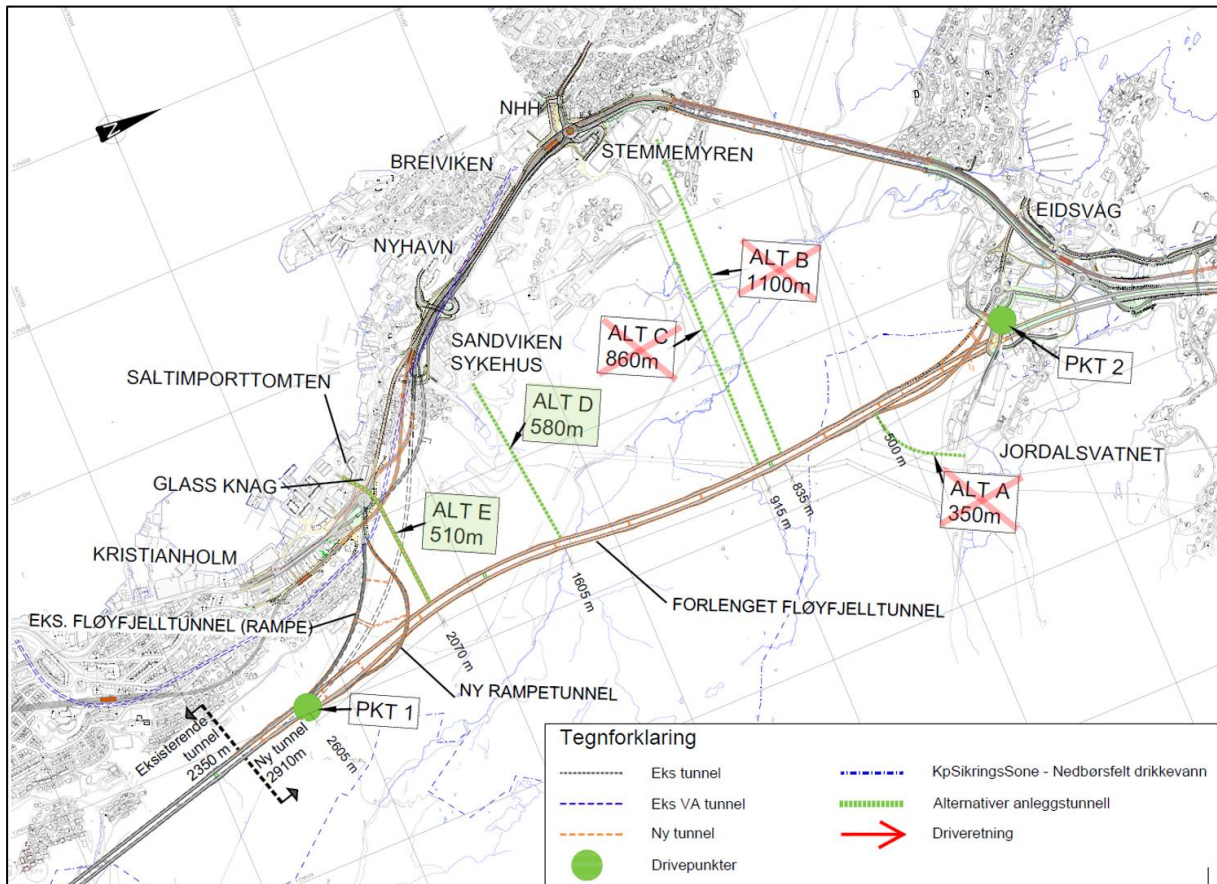 N
NHH
STEMMEMYREN
BREIVIKEN
EIDSVÅG
NYHAVN
ALT B
1100m
ALT C
860m
SANDVIKEN
SYKEHUS
PKT 2
SALTIMPORTTOMTEN
ALT D
580m
JORDALSVATNET
500 m
GLASS KNAG
835 m
ALT A
350m
915 m
ALT E
510m
KRISTIANHOLM
1605 m
FORLENGET FLØYFJELLTUNNEL
EKS. FLØYFJELLTUNNEL (RAMPE)
2070 m
NY RAMPETUNNEL
PKT 1
Eksisterende
tunnel
2350 m
Ny tunnel
2910m
2605 m
Tegnforklaring
Eks tunnel
KpSikringsSone - Nedbørsfelt drikkevann
Eks VA tunnel
Alternativer anleggstunnell
Ny tunnel
Driveretning
Drivepunkter